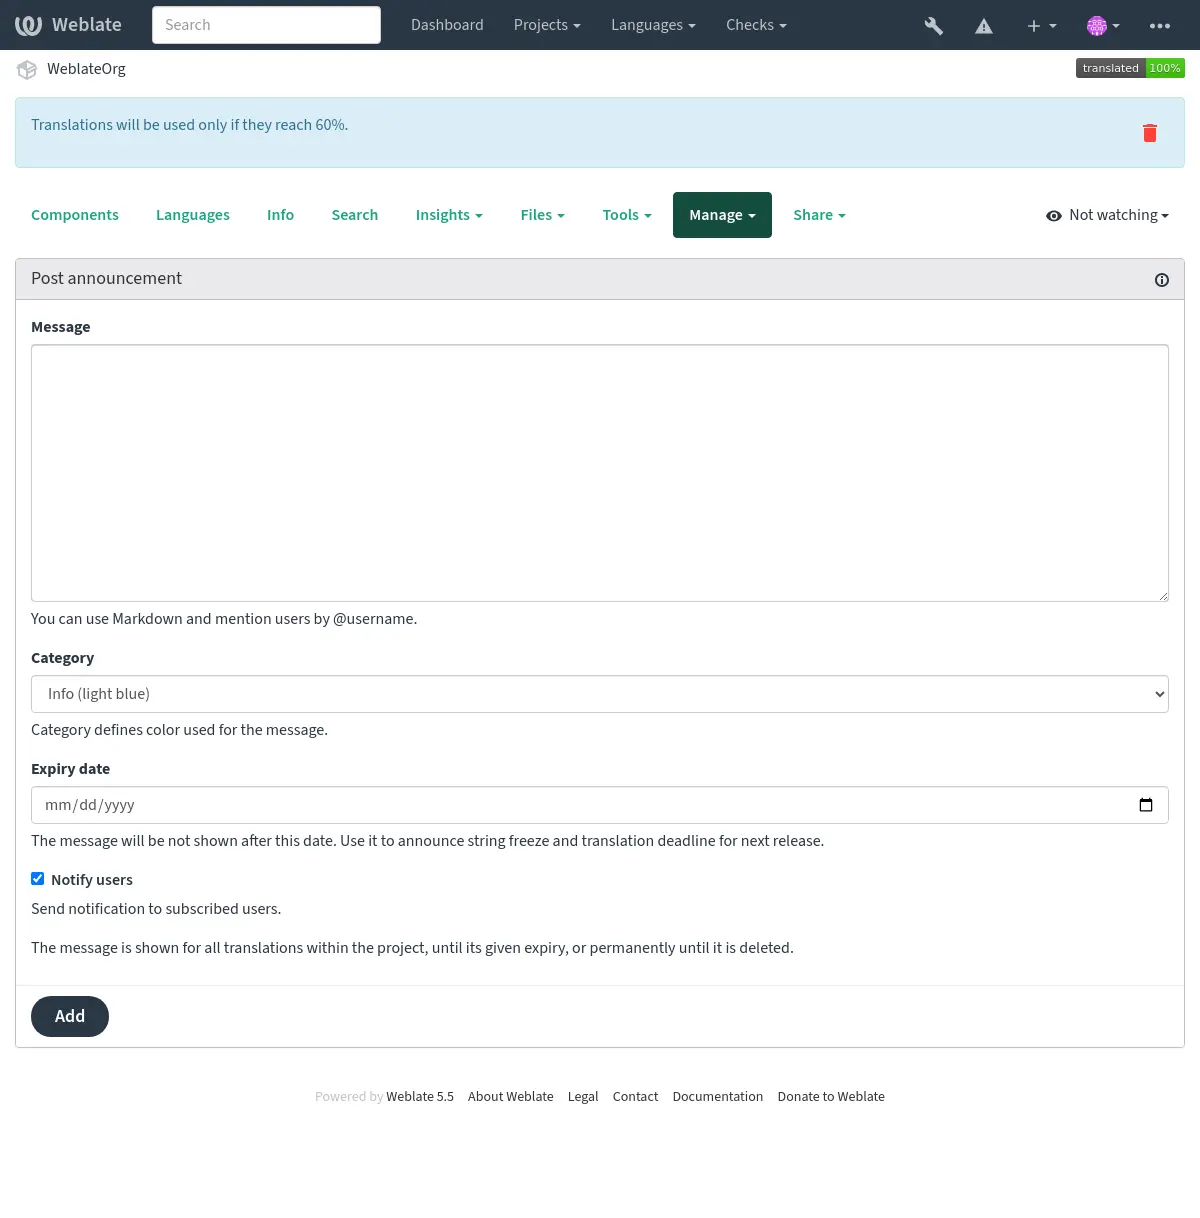 Weblate
Search
Dashboard Projects Languages Checks
WeblateOrg
translated 100%
Translations will be used only if they reach 60%.
Components Languages Info Search Insights Files Tools Manage Share Not watching
Post announcement
Message
You can use Markdown and mention users by @username.
Category
Info (light blue)
Category defines color used for the message.
Expiry date
mm/dd/yyyy
The message will be not shown after this date. Use it to announce string freeze and translation deadline for next release.
Notify users
Send notification to subscribed users.
The message is shown for all translations within the project, until its given expiry, or permanently until it is deleted.
Add
Powered by Weblate 5.5 About Weblate Legal Contact Documentation Donate to Weblate